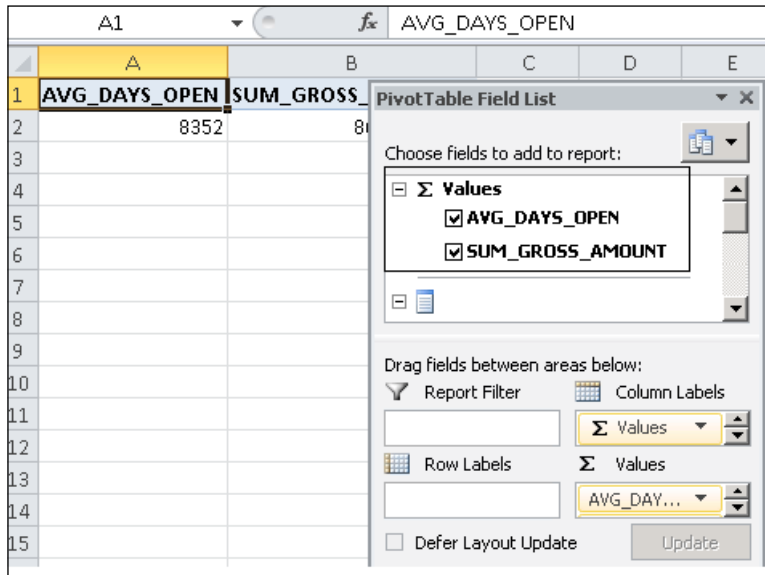 A1 fx AVG_DAYS_OPEN
A B C D E
1 AVG_DAYS_OPEN SUM_GROSS_
2 8352
3
4
5
6
7
8
9
10
11
12
13
14
15
PivotTable Field List
Choose fields to add to report:
Σ Values
AVG_DAYS_OPEN
SUM_GROSS_AMOUNT
Drag fields between areas below:
Report Filter Column Labels
Σ Values
Row Labels Σ Values
AVG_DAY...
Defer Layout Update Update